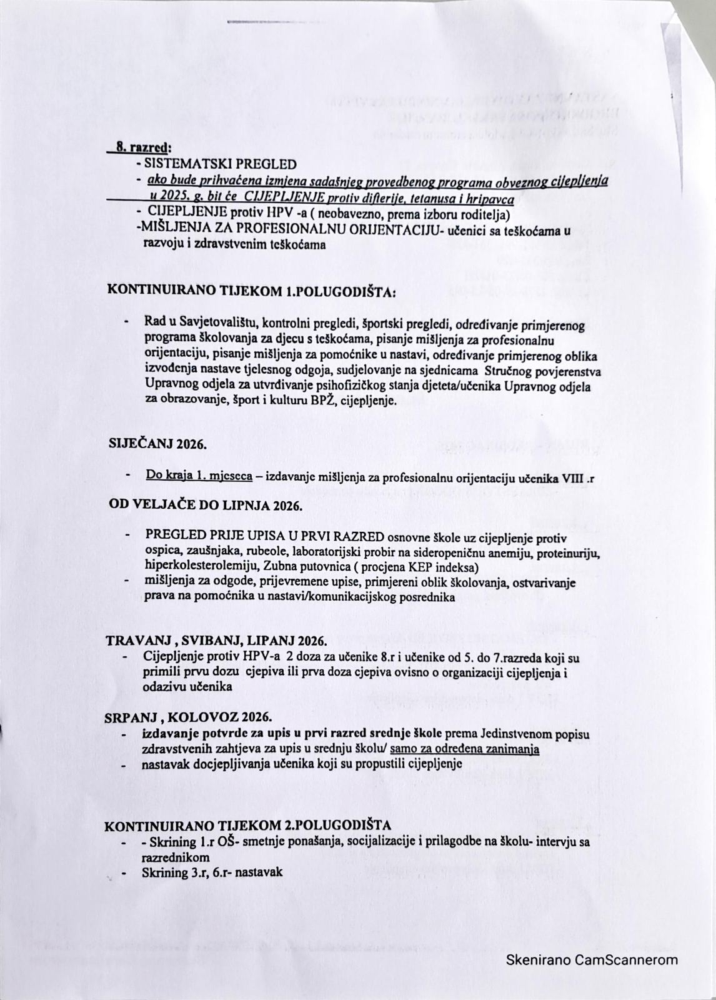 8. razred:
- SISTEMATSKI PREGLED
- ako bude prihvaćena izmjena sadašnjeg provedbenog programa obveznog cijepljenja
u 2025. g. bit će CIJEPLJENJE protiv difterije, tetanusa i hripavca
- CIJEPLJENJE protiv HPV -a ( neobavezno, prema izboru roditelja)
-MIŠLJENJA ZA PROFESIONALNU ORIJENTACIJU- učenici sa teškoćama u
razvoju i zdravstvenim teškoćama
KONTINUIRANO TIJEKOM 1.POLUGODIŠTA:
- Rad u Savjetovalištu, kontrolni pregledi, športski pregledi, određivanje primjerenog
programa školovanja za djecu s teškoćama, pisanje mišljenja za profesionalnu
orijentaciju, pisanje mišljenja za pomoćnike u nastavi, određivanje primjerenog oblika
izvođenja nastave tjelesnog odgoja, sudjelovanje na sjednicama Stručnog povjerenstva
Upravnog odjela za utvrđivanje psihofizičkog stanja djeteta/učenika Upravnog odjela
za obrazovanje, šport i kulturu BPŽ, cijepljenje.
SIJEČANJ 2026.
- Do kraja 1. mjeseca – izdavanje mišljenja za profesionalnu orijentaciju učenika VIII .r
OD VELJAČE DO LIPNJA 2026.
- PREGLED PRIJE UPISA U PRVI RAZRED osnovne škole uz cijepljenje protiv
ospica, zaušnjaka, rubeole, laboratorijski probir na sideropeničnu anemiju, proteinuriju,
hiperkolesterolemiju, Zubna putovnica ( procjena KEP indeksa)
- mišljenja za odgode, prijevremene upise, primjereni oblik školovanja, ostvarivanje
prava na pomoćnika u nastavi/komunikacijskog posrednika
TRAVANJ , SVIBANJ, LIPANJ 2026.
- Cijepljenje protiv HPV-a 2 doza za učenike 8.r i učenike od 5. do 7.razreda koji su
primili prvu dozu cjepiva ili prva doza cjepiva ovisno o organizaciji cijepljenja i
odazivu učenika
SRPANJ , KOLOVOZ 2026.
- izdavanje potvrde za upis u prvi razred srednje škole prema Jedinstvenom popisu
zdravstvenih zahtjeva za upis u srednju školu/ samo za određena zanimanja
- nastavak docjepljivanja učenika koji su propustili cijepljenje
KONTINUIRANO TIJEKOM 2.POLUGODIŠTA
- - Skrining 1.r OŠ- smetnje ponašanja, socijalizacije i prilagodbe na školu- intervju sa
razrednikom
- Skrining 3.r, 6.r- nastavak
Skenirano CamScannerom